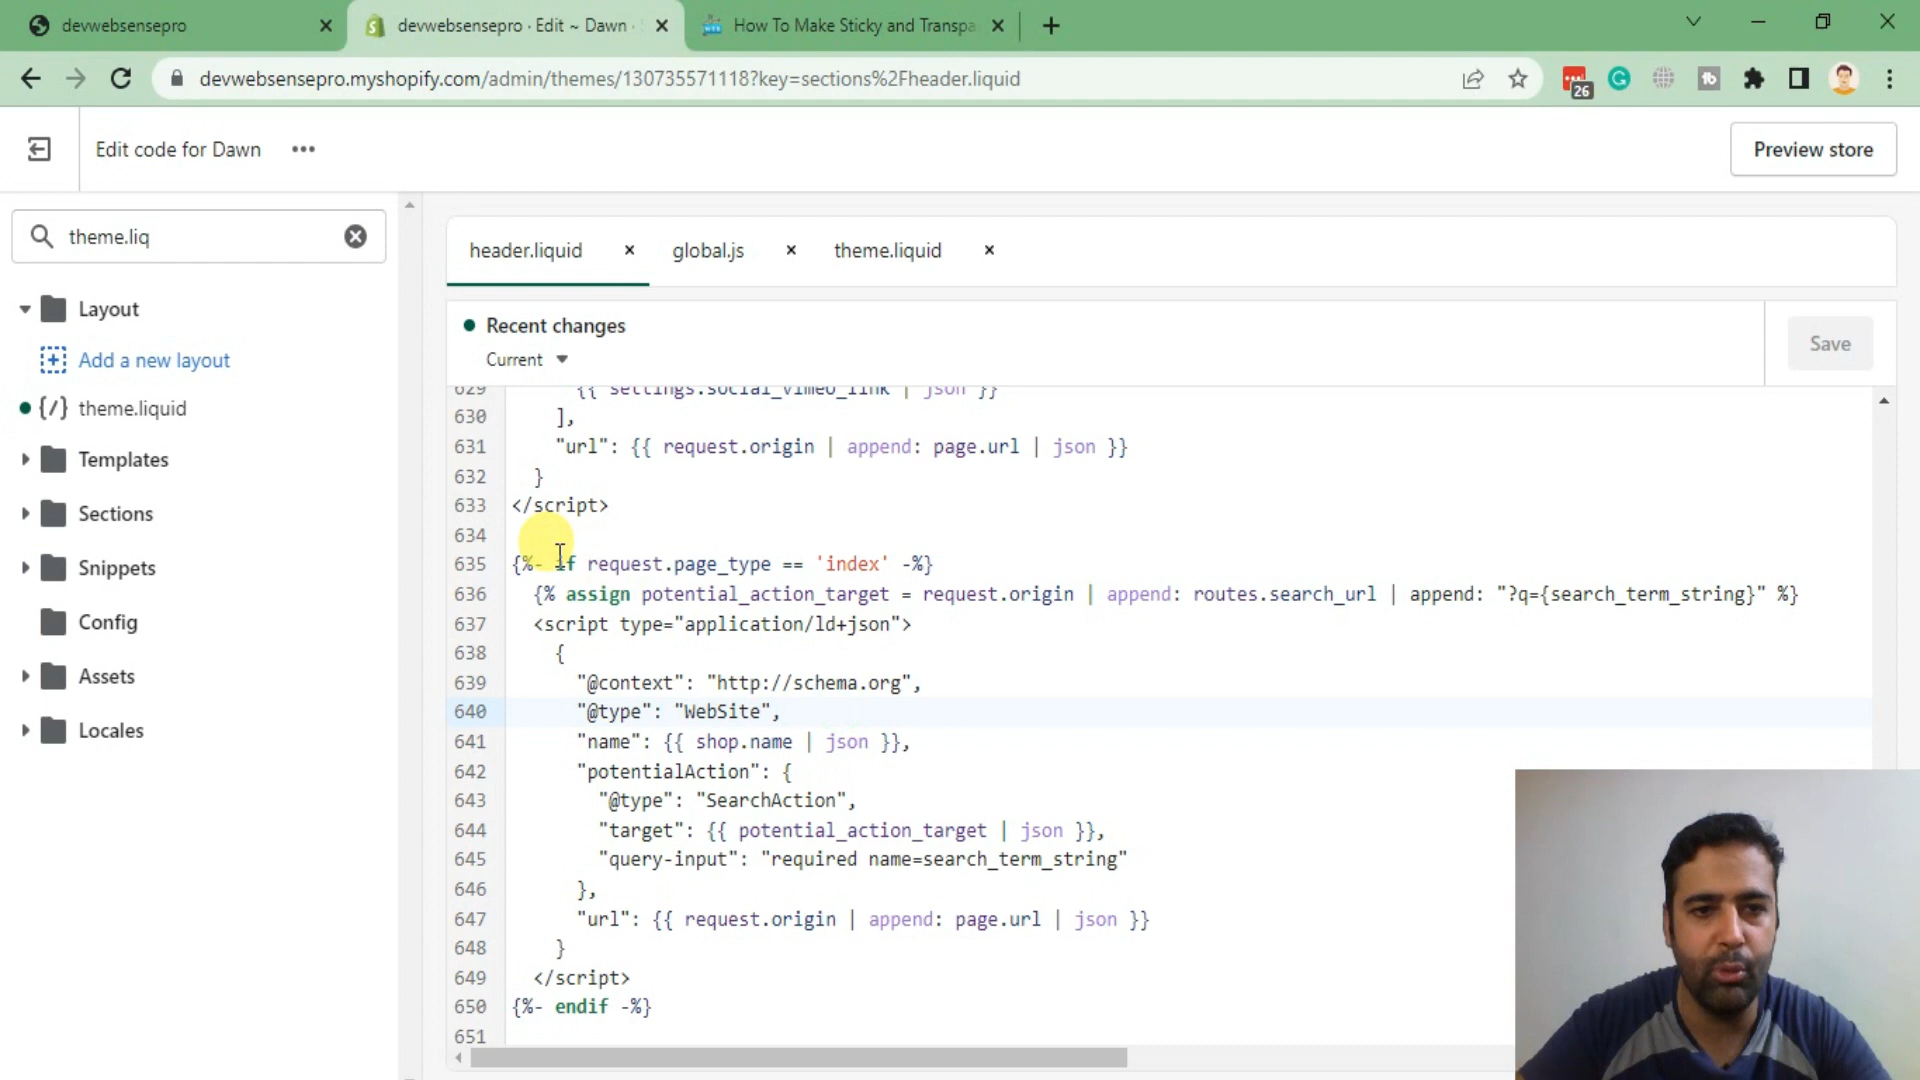 devwebsensepro
devwebsensepro · Edit ~ Dawn ·
How To Make Sticky and Transpa
devwebsensepro.myshopify.com/admin/themes/130735571118?key=sections%2Fheader.liquid
26
Edit code for Dawn
Preview store
theme.liq
header.liquid
global.js
theme.liquid
Layout
Recent changes
Add a new layout
Current
Save
theme.liquid
Templates
Sections
Snippets
Config
Assets
Locales
629 {{ settings.social_vimeo_link | json }}
630 ],
631 "url": {{ request.origin | append: page.url | json }}
632 }
633 </script>
634
635 {%- if request.page_type == 'index' -%}
636 {% assign potential_action_target = request.origin | append: routes.search_url | append: "?q={search_term_string}" %}
637 <script type="application/ld+json">
638 {
639 "@context": "http://schema.org",
640 "@type": "WebSite",
641 "name": {{ shop.name | json }},
642 "potentialAction": {
643 "@type": "SearchAction",
644 "target": {{ potential_action_target | json }},
645 "query-input": "required name=search_term_string"
646 },
647 "url": {{ request.origin | append: page.url | json }}
648 }
649 </script>
650 {%- endif -%}
651